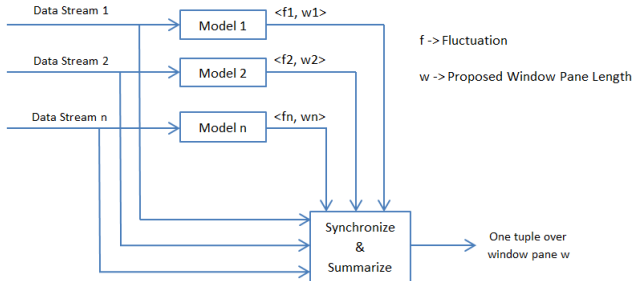 Data Stream 1
Model 1
<f1, w1>
f -> Fluctuation
Data Stream 2
Model 2
<f2, w2>
w -> Proposed Window Pane Length
Data Stream n
Model n
<fn, wn>
Synchronize
&
Summarize
One tuple over
window pane w